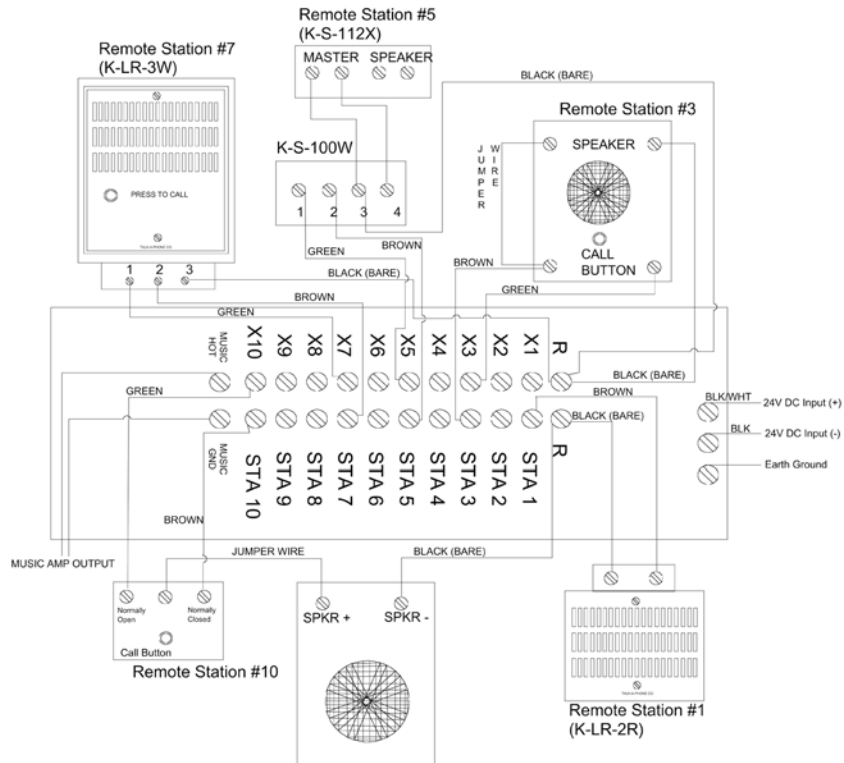 Remote Station #5
(K-S-112X)
MASTER SPEAKER
Remote Station #7
(K-LR-3W)
BLACK (BARE)
Remote Station #3
K-S-100W
JUMPER
WIRE
SPEAKER
PRESS TO CALL
1 2 3 4
TALK-A-PHONE CO
GREEN
BROWN
CALL
BUTTON
BROWN
1 2 3
BLACK (BARE)
GREEN
BROWN
GREEN
MUSIC
HOT
X10
X9
X8
X7
X6
X5
X4
X3
X2
X1
R
BLACK (BARE)
GREEN
BROWN
BLK/WHT
24V DC Input (+)
BLACK (BARE)
BLK
24V DC Input (-)
MUSIC
GND
STA 10
STA 9
STA 8
STA 7
STA 6
STA 5
STA 4
STA 3
STA 2
STA 1
R
Earth Ground
BROWN
MUSIC AMP OUTPUT
JUMPER WIRE
BLACK (BARE)
Normally
Open
Normally
Closed
Call Button
SPKR +
SPKR -
Remote Station #10
TALK-A-PHONE CO
Remote Station #1
(K-LR-2R)